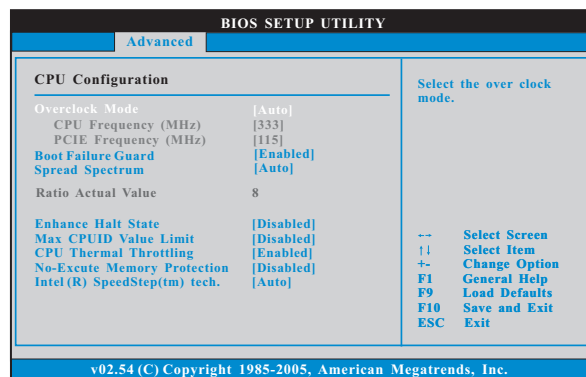 BIOS SETUP UTILITY
Advanced
CPU Configuration
Overclock Mode [Auto]
CPU Frequency (MHz) [333]
PCIE Frequency (MHz) [115]
Boot Failure Guard [Enabled]
Spread Spectrum [Auto]
Ratio Actual Value 8
Enhance Halt State [Disabled]
Max CPUID Value Limit [Disabled]
CPU Thermal Throttling [Enabled]
No-Excute Memory Protection [Disabled]
Intel (R) SpeedStep(tm) tech. [Auto]
Select the over clock
mode.
←→ Select Screen
↑↓ Select Item
+- Change Option
F1 General Help
F9 Load Defaults
F10 Save and Exit
ESC Exit
v02.54 (C) Copyright 1985-2005, American Megatrends, Inc.